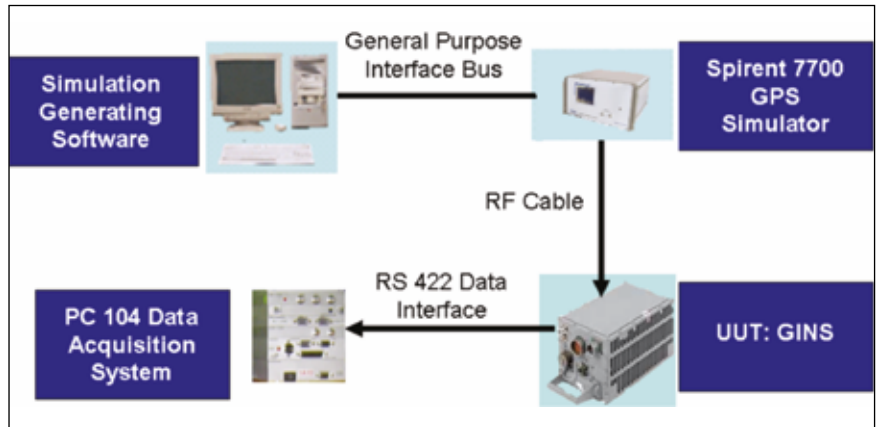 General Purpose
Interface Bus
Simulation
Generating
Software
Spirent 7700
GPS
Simulator
RF Cable
RS 422 Data
Interface
PC 104 Data
Acquisition
System
UUT: GINS